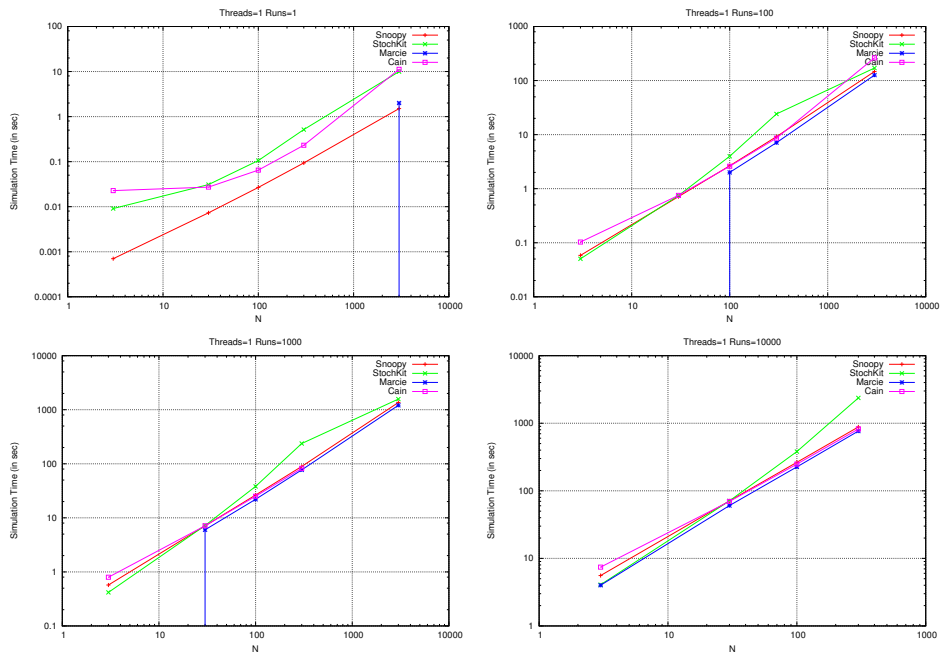 Threads=1 Runs=1
100
10
1
0.1
0.01
0.001
0.0001
1
10
100
1000
10000
Simulation Time (in sec)
N
Snoopy
StochKit
Marcie
Cain
Threads=1 Runs=100
1000
100
10
1
0.1
0.01
1
10
100
1000
10000
Simulation Time (in sec)
N
Snoopy
StochKit
Marcie
Cain
Threads=1 Runs=1000
10000
1000
100
10
1
0.1
1
10
100
1000
10000
Simulation Time (in sec)
N
Snoopy
StochKit
Marcie
Cain
Threads=1 Runs=10000
10000
1000
100
10
1
1
10
100
1000
Simulation Time (in sec)
N
Snoopy
StochKit
Marcie
Cain